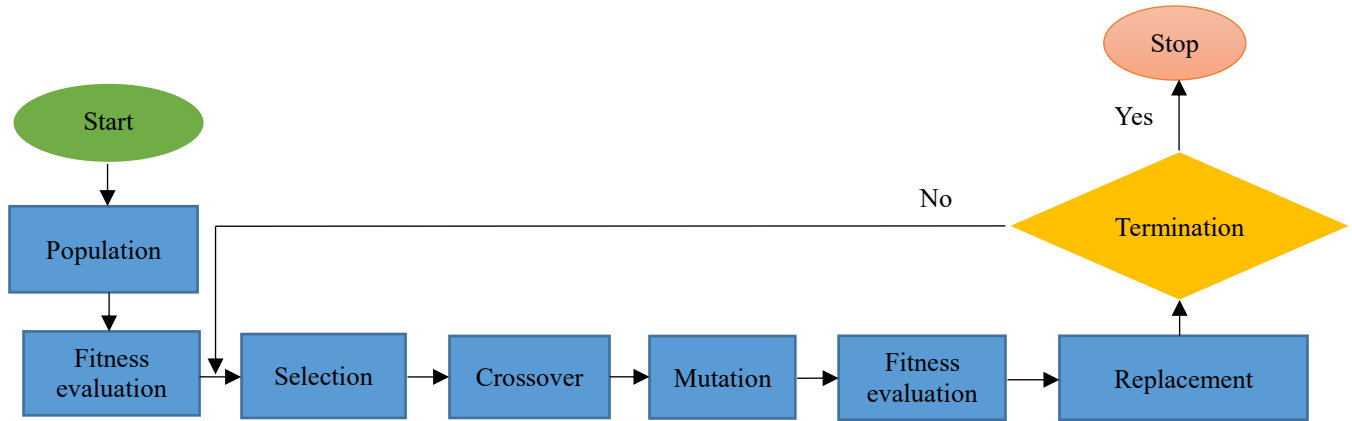 Start
Population
Fitness
evaluation
Selection
Crossover
Mutation
Fitness
evaluation
Replacement
Termination
No
Yes
Stop